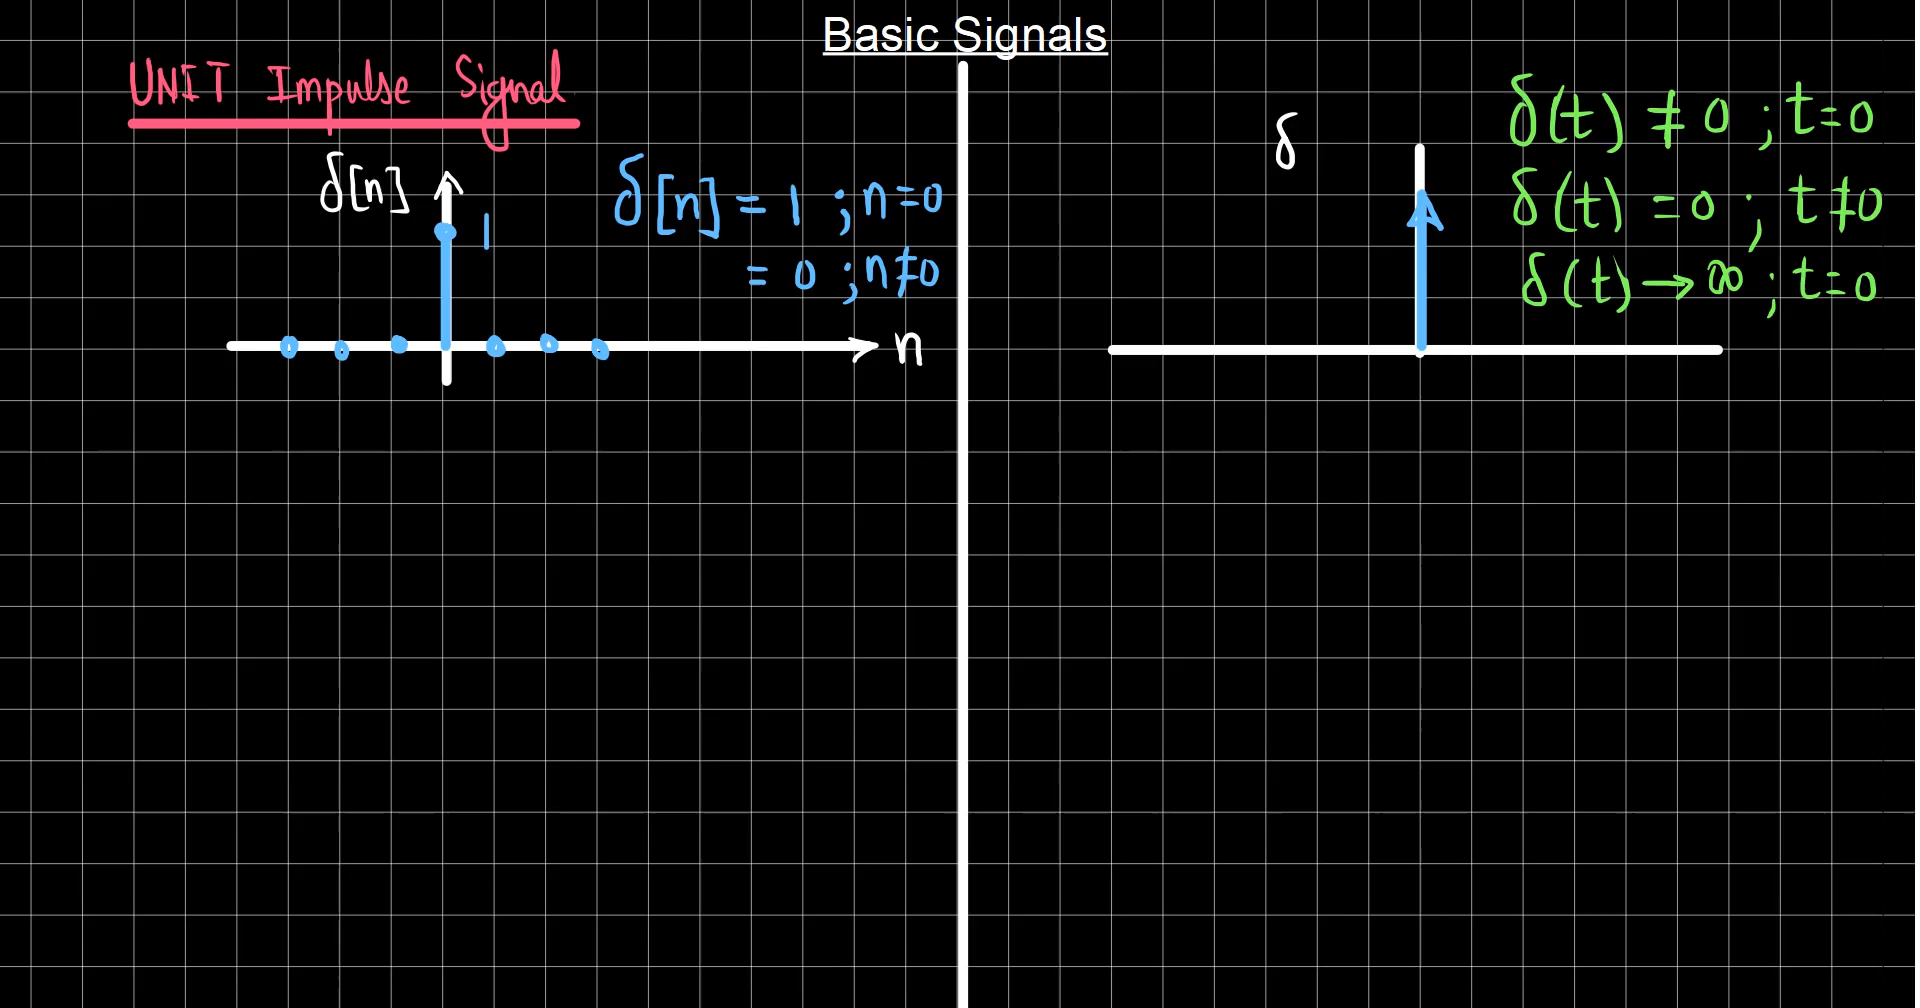 Basic Signals
UNIT Impulse Signal
δ[n]
1
δ[n] = 1 ; n=0
= 0 ; n≠0
n
δ
δ(t) ≠ 0 ; t=0
δ(t) = 0 ; t≠0
δ(t) → ∞ ; t=0